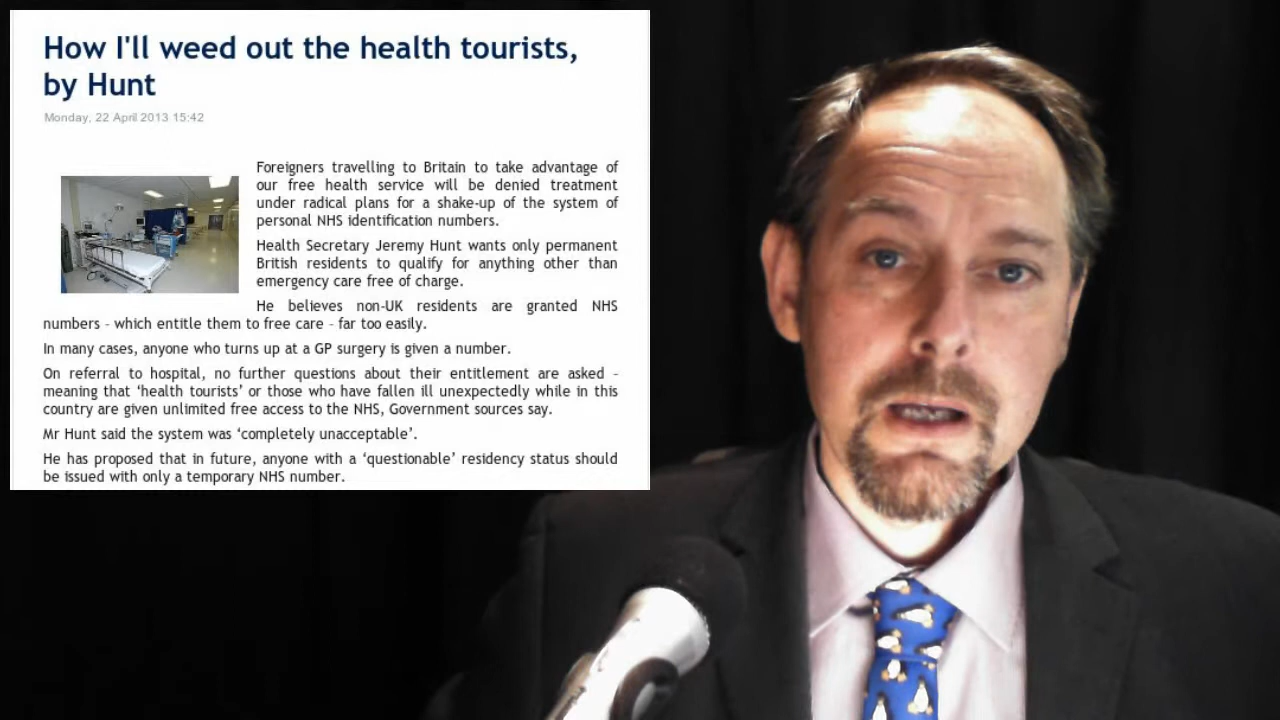 How I'll weed out the health tourists,
by Hunt
Monday, 22 April 2013 15:42
Foreigners travelling to Britain to take advantage of
our free health service will be denied treatment
under radical plans for a shake-up of the system of
personal NHS identification numbers.
Health Secretary Jeremy Hunt wants only permanent
British residents to qualify for anything other than
emergency care free of charge.
He believes non-UK residents are granted NHS
numbers – which entitle them to free care – far too easily.
In many cases, anyone who turns up at a GP surgery is given a number.
On referral to hospital, no further questions about their entitlement are asked –
meaning that ‘health tourists’ or those who have fallen ill unexpectedly while in this
country are given unlimited free access to the NHS, Government sources say.
Mr Hunt said the system was ‘completely unacceptable’.
He has proposed that in future, anyone with a ‘questionable’ residency status should
be issued with only a temporary NHS number.